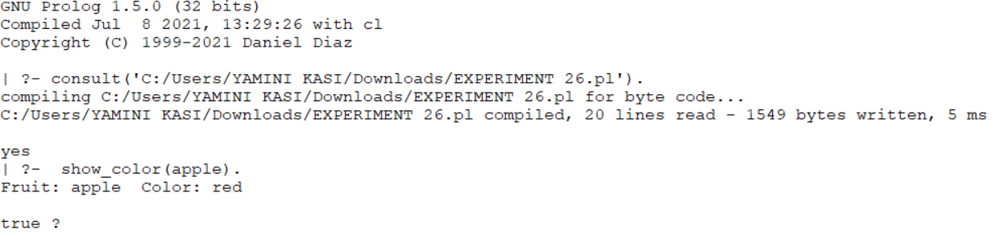 GNU Prolog 1.5.0 (32 bits)
Compiled Jul  8 2021, 13:29:26 with cl
Copyright (C) 1999-2021 Daniel Diaz
| ?- consult('C:/Users/YAMINI KASI/Downloads/EXPERIMENT 26.pl').
compiling C:/Users/YAMINI KASI/Downloads/EXPERIMENT 26.pl for byte code...
C:/Users/YAMINI KASI/Downloads/EXPERIMENT 26.pl compiled, 20 lines read - 1549 bytes written, 5 ms
yes
| ?-  show_color(apple).
Fruit: apple  Color: red
true ?